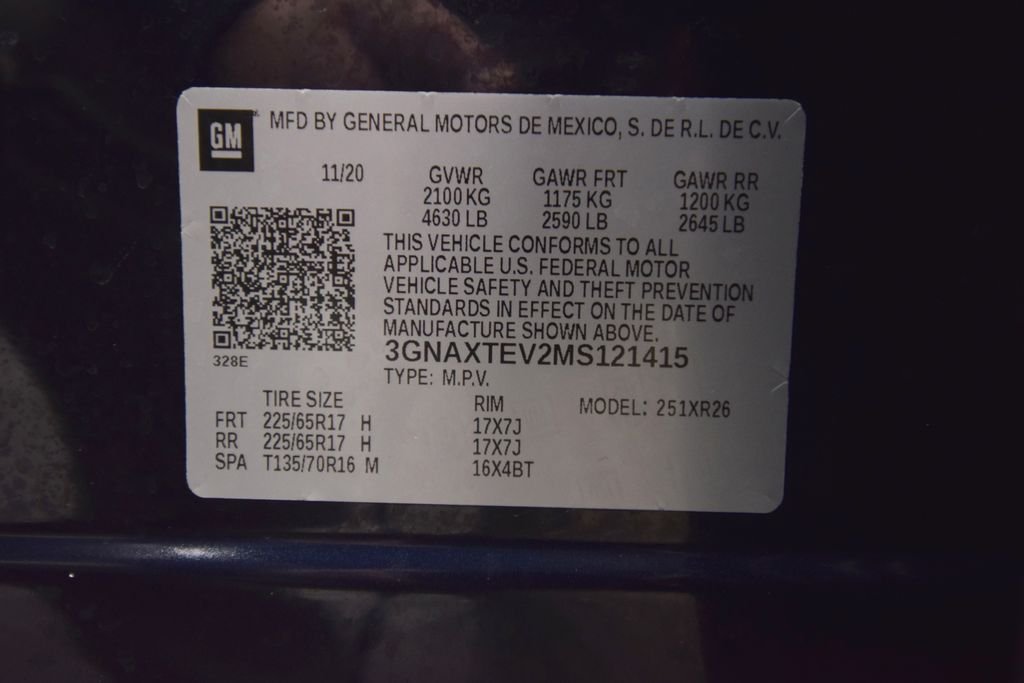 GM MFD BY GENERAL MOTORS DE MEXICO, S. DE R.L. DE C.V.
11/20 GVWR GAWR FRT GAWR RR
2100 KG 1175 KG 1200 KG
4630 LB 2590 LB 2645 LB
THIS VEHICLE CONFORMS TO ALL
APPLICABLE U.S. FEDERAL MOTOR
VEHICLE SAFETY AND THEFT PREVENTION
STANDARDS IN EFFECT ON THE DATE OF
MANUFACTURE SHOWN ABOVE.
3GNAXTEV2MS121415
328E
TYPE: M.P.V.
TIRE SIZE RIM MODEL: 251XR26
FRT 225/65R17 H 17X7J
RR 225/65R17 H 17X7J
SPA T135/70R16 M 16X4BT